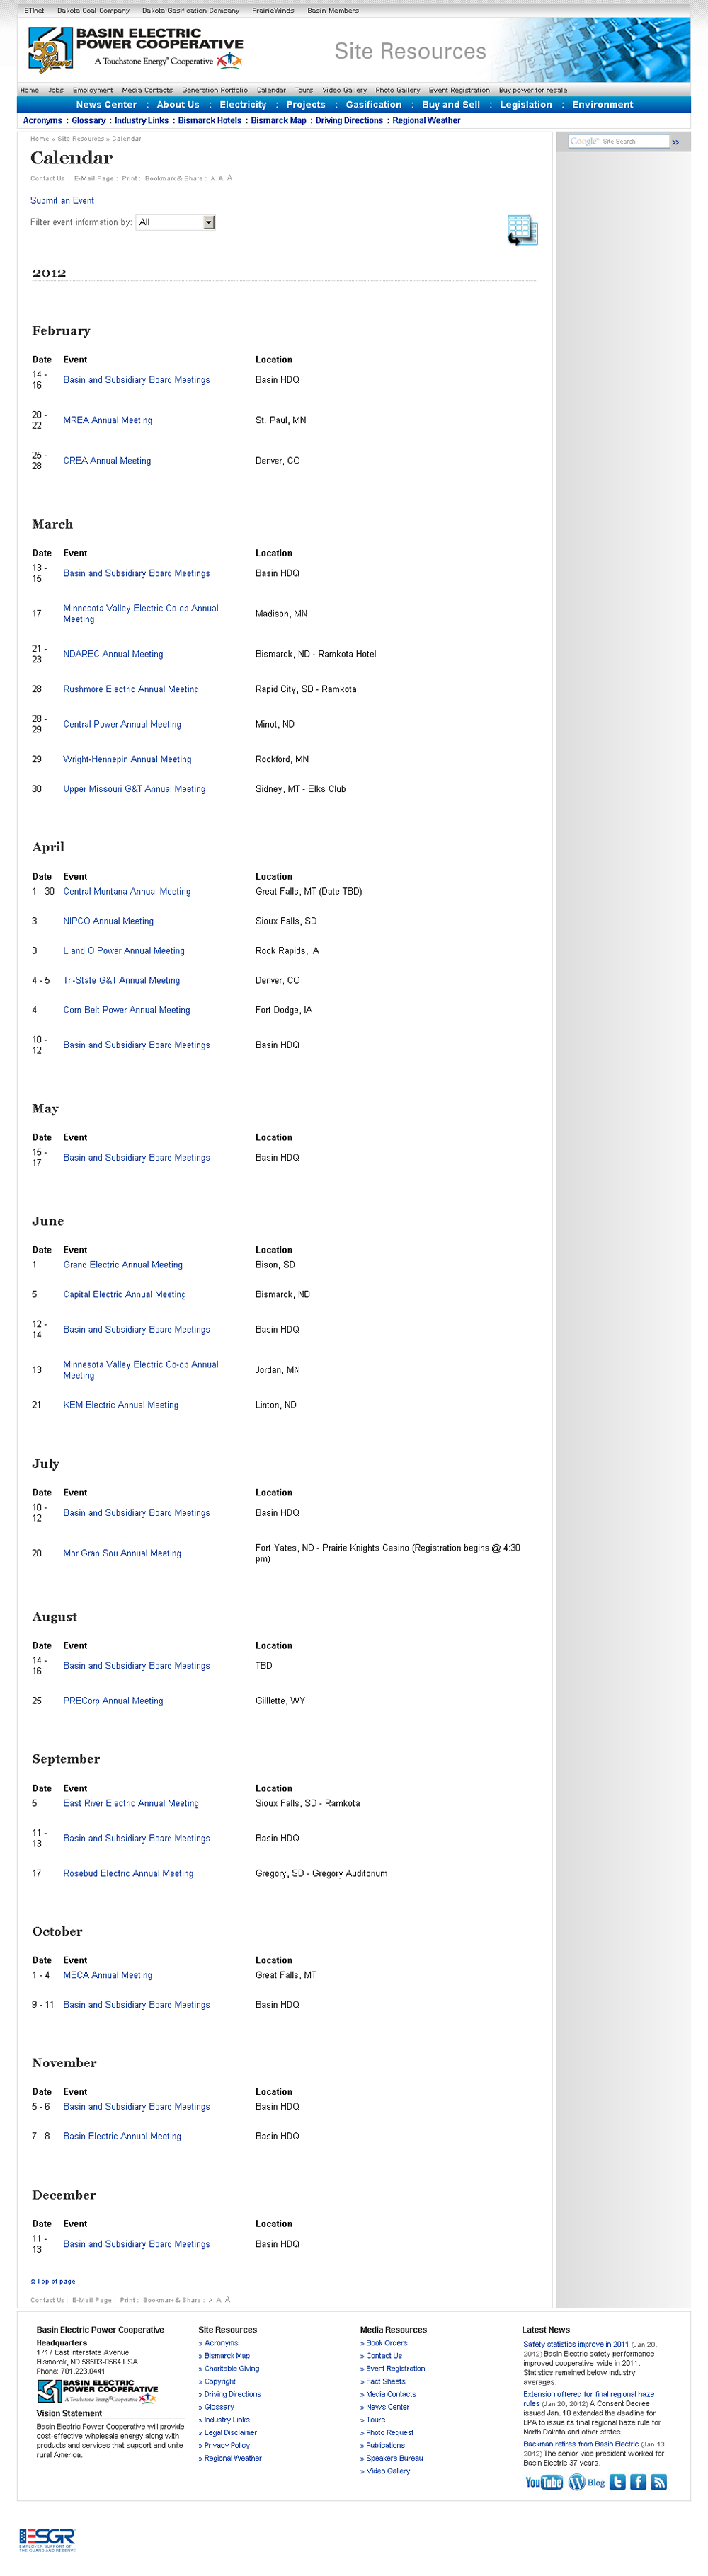 BTInet Dakota Coal Company Dakota Gasification Company PrairieWinds Basin Members
BASIN ELECTRIC
POWER COOPERATIVE
A Touchstone Energy® Cooperative
50 Years
Site Resources
Home Jobs Employment Media Contacts Generation Portfolio Calendar Tours Video Gallery Photo Gallery Event Registration Buy power for resale
News Center : About Us : Electricity : Projects : Gasification : Buy and Sell : Legislation : Environment
Acronyms : Glossary : Industry Links : Bismarck Hotels : Bismarck Map : Driving Directions : Regional Weather
Home » Site Resources » Calendar
Google™ Site Search »
Calendar
Contact Us : E-Mail Page : Print : Bookmark & Share : A A A
Submit an Event
Filter event information by: All
2012
February
Date Event Location
14 -
16 Basin and Subsidiary Board Meetings Basin HDQ
20 -
22 MREA Annual Meeting St. Paul, MN
25 -
28 CREA Annual Meeting Denver, CO
March
Date Event Location
13 -
15 Basin and Subsidiary Board Meetings Basin HDQ
17 Minnesota Valley Electric Co-op Annual
Meeting Madison, MN
21 -
23 NDAREC Annual Meeting Bismarck, ND - Ramkota Hotel
28 Rushmore Electric Annual Meeting Rapid City, SD - Ramkota
28 -
29 Central Power Annual Meeting Minot, ND
29 Wright-Hennepin Annual Meeting Rockford, MN
30 Upper Missouri G&T Annual Meeting Sidney, MT - Elks Club
April
Date Event Location
1 - 30 Central Montana Annual Meeting Great Falls, MT (Date TBD)
3 NIPCO Annual Meeting Sioux Falls, SD
3 L and O Power Annual Meeting Rock Rapids, IA
4 - 5 Tri-State G&T Annual Meeting Denver, CO
4 Corn Belt Power Annual Meeting Fort Dodge, IA
10 -
12 Basin and Subsidiary Board Meetings Basin HDQ
May
Date Event Location
15 -
17 Basin and Subsidiary Board Meetings Basin HDQ
June
Date Event Location
1 Grand Electric Annual Meeting Bison, SD
5 Capital Electric Annual Meeting Bismarck, ND
12 -
14 Basin and Subsidiary Board Meetings Basin HDQ
13 Minnesota Valley Electric Co-op Annual
Meeting Jordan, MN
21 KEM Electric Annual Meeting Linton, ND
July
Date Event Location
10 -
12 Basin and Subsidiary Board Meetings Basin HDQ
20 Mor Gran Sou Annual Meeting Fort Yates, ND - Prairie Knights Casino (Registration begins @ 4:30
pm)
August
Date Event Location
14 -
16 Basin and Subsidiary Board Meetings TBD
25 PRECorp Annual Meeting Gilllette, WY
September
Date Event Location
5 East River Electric Annual Meeting Sioux Falls, SD - Ramkota
11 -
13 Basin and Subsidiary Board Meetings Basin HDQ
17 Rosebud Electric Annual Meeting Gregory, SD - Gregory Auditorium
October
Date Event Location
1 - 4 MECA Annual Meeting Great Falls, MT
9 - 11 Basin and Subsidiary Board Meetings Basin HDQ
November
Date Event Location
5 - 6 Basin and Subsidiary Board Meetings Basin HDQ
7 - 8 Basin Electric Annual Meeting Basin HDQ
December
Date Event Location
11 -
13 Basin and Subsidiary Board Meetings Basin HDQ
Top of page
Contact Us : E-Mail Page : Print : Bookmark & Share : A A A
Basin Electric Power Cooperative
Headquarters
1717 East Interstate Avenue
Bismarck, ND 58503-0564 USA
Phone: 701.223.0441
BASIN ELECTRIC
POWER COOPERATIVE
A Touchstone Energy® Cooperative
Vision Statement
Basin Electric Power Cooperative will provide
cost-effective wholesale energy along with
products and services that support and unite
rural America.
Site Resources
» Acronyms
» Bismarck Map
» Charitable Giving
» Copyright
» Driving Directions
» Glossary
» Industry Links
» Legal Disclaimer
» Privacy Policy
» Regional Weather
Media Resources
» Book Orders
» Contact Us
» Event Registration
» Fact Sheets
» Media Contacts
» News Center
» Tours
» Photo Request
» Publications
» Speakers Bureau
» Video Gallery
Latest News
Safety statistics improve in 2011 (Jan 20,
2012) Basin Electric safety performance
improved cooperative-wide in 2011.
Statistics remained below industry
averages.
Extension offered for final regional haze
rules (Jan 20, 2012) A Consent Decree
issued Jan. 10 extended the deadline for
EPA to issue its final regional haze rule for
North Dakota and other states.
Backman retires from Basin Electric (Jan 13,
2012) The senior vice president worked for
Basin Electric 37 years.
YouTube Blog
ESGR
EMPLOYER SUPPORT OF
THE GUARD AND RESERVE